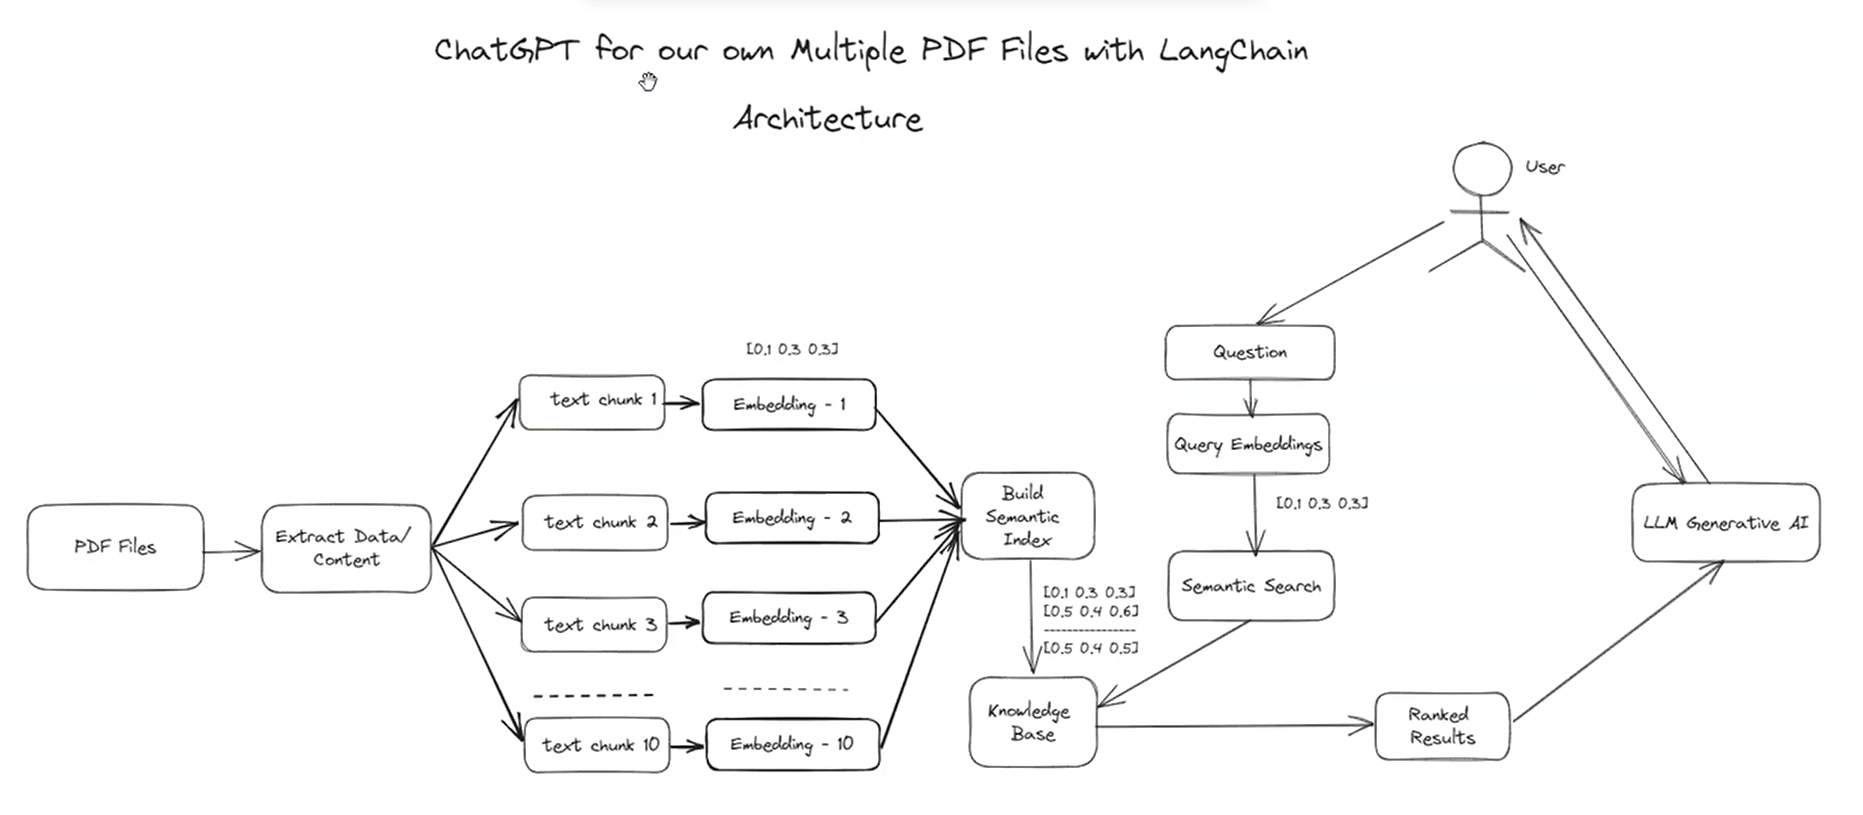 ChatGPT for our own Multiple PDF Files with LangChain
Architecture
User
PDF Files
Extract Data/
Content
text chunk 1
text chunk 2
text chunk 3
text chunk 10
[0.1 0.3 0.3]
Embedding - 1
Embedding - 2
Embedding - 3
Embedding - 10
Build
Semantic
Index
[0.1 0.3 0.3]
[0.5 0.4 0.6]
[0.5 0.4 0.5]
Knowledge
Base
Question
Query Embeddings
[0.1 0.3 0.3]
Semantic Search
Ranked
Results
LLM Generative AI